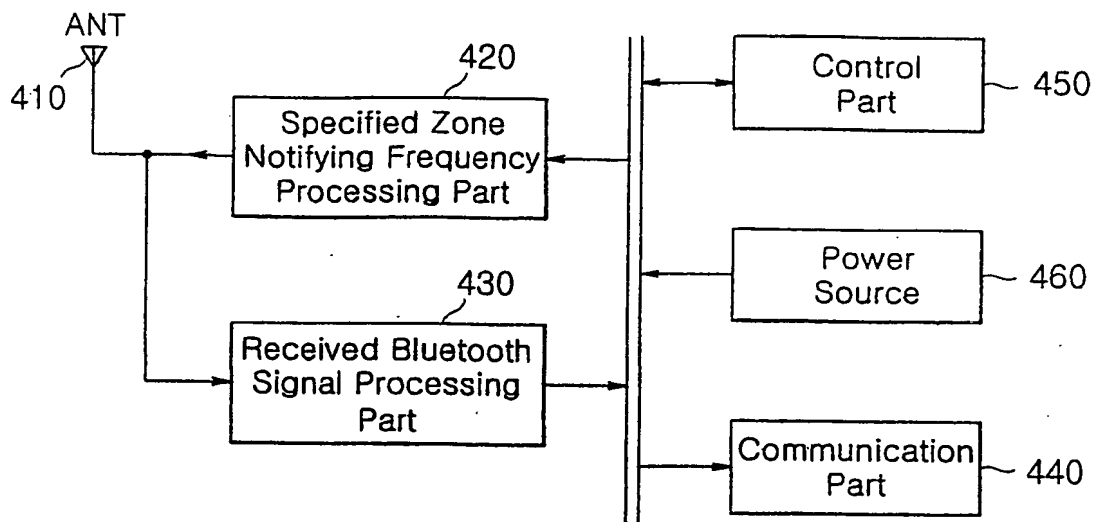 ANT
410
420
Specified Zone
Notifying Frequency
Processing Part
430
Received Bluetooth
Signal Processing
Part
Control
Part
450
Power
Source
460
Communication
Part
440